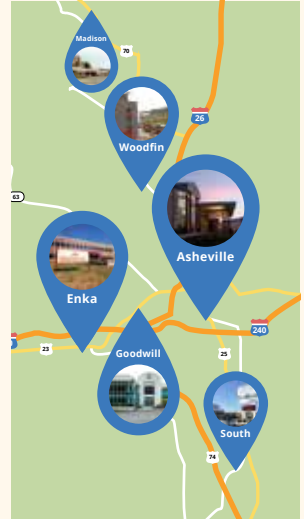 Madison
70
Woodfin
26
63
Asheville
Enka
240
23
Goodwill
25
South
74